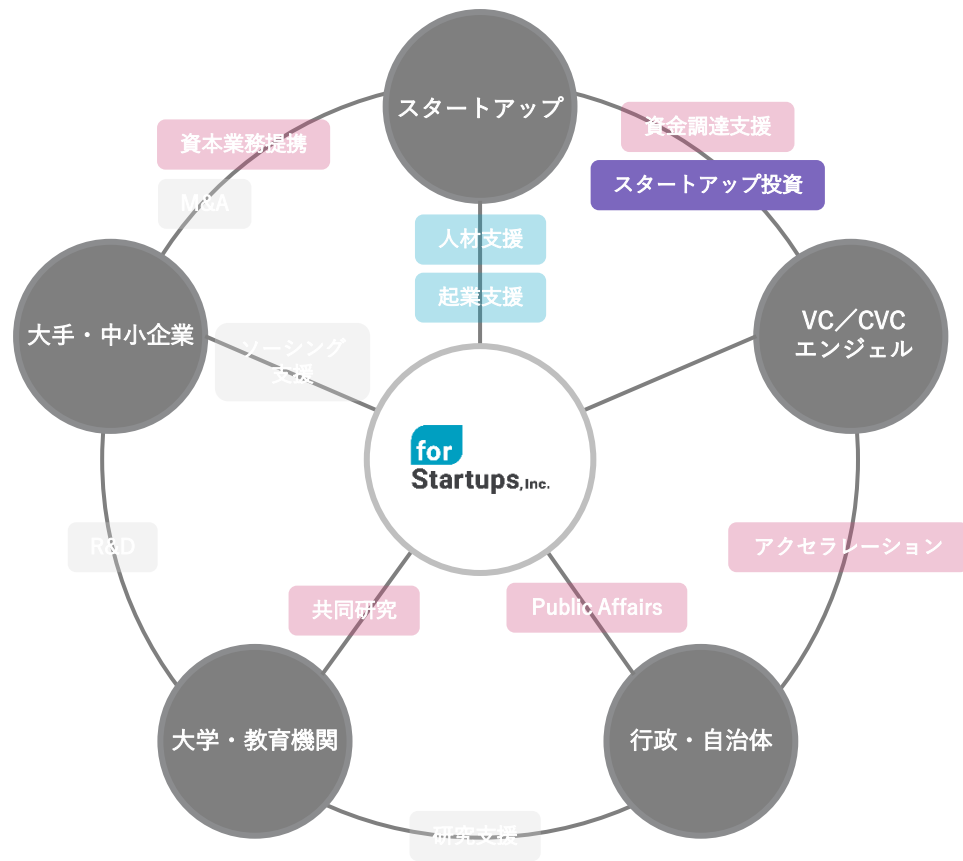 スタートアップ
資本業務提携
資金調達支援
M&A
スタートアップ投資
人材支援
起業支援
大手・中小企業
ソーシング
支援
VC／CVC
エンジェル
for
Startups,Inc.
R&D
アクセラレーション
共同研究
Public Affairs
大学・教育機関
行政・自治体
研究支援